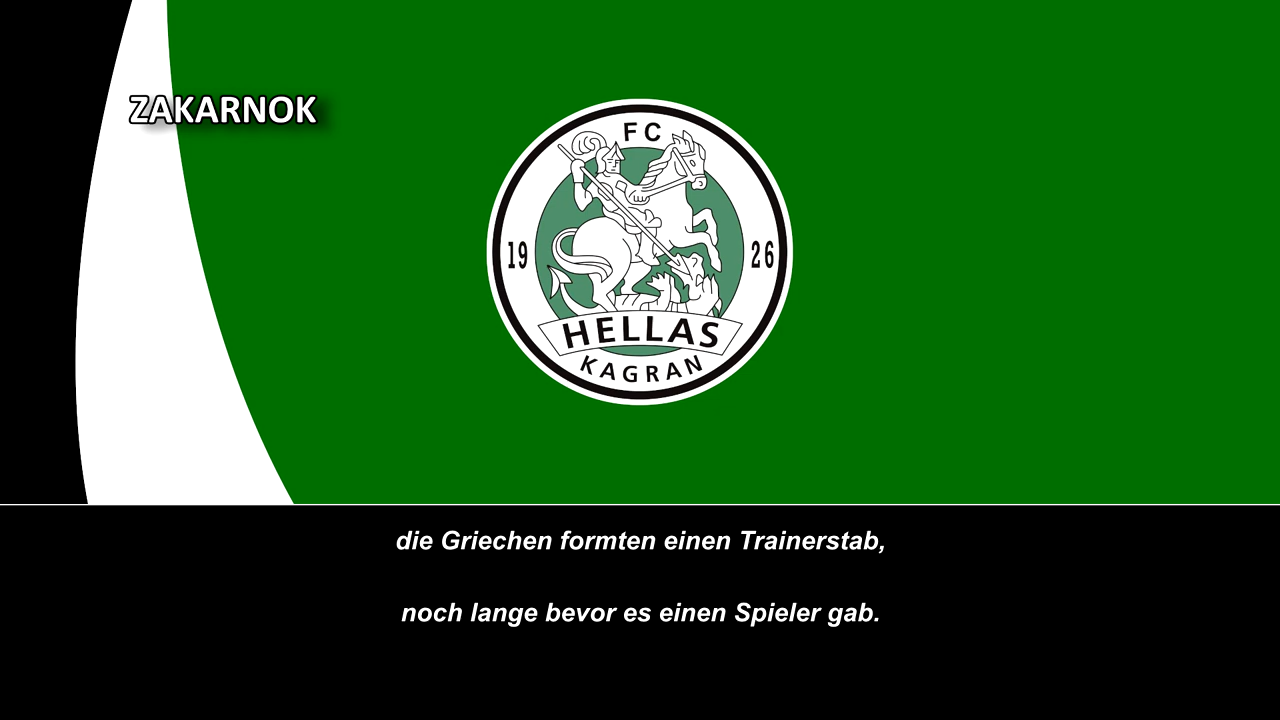 ZAKARNOK
FC
19 26
HELLAS
KAGRAN
die Griechen formten einen Trainerstab,
noch lange bevor es einen Spieler gab.